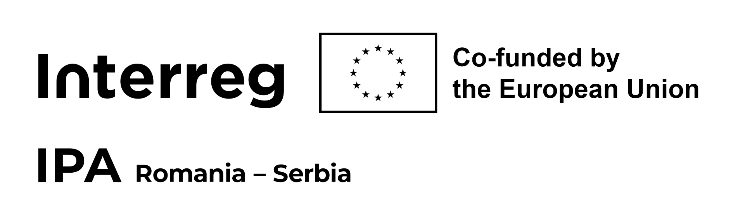 Interreg
Co-funded by
the European Union
IPA Romania – Serbia